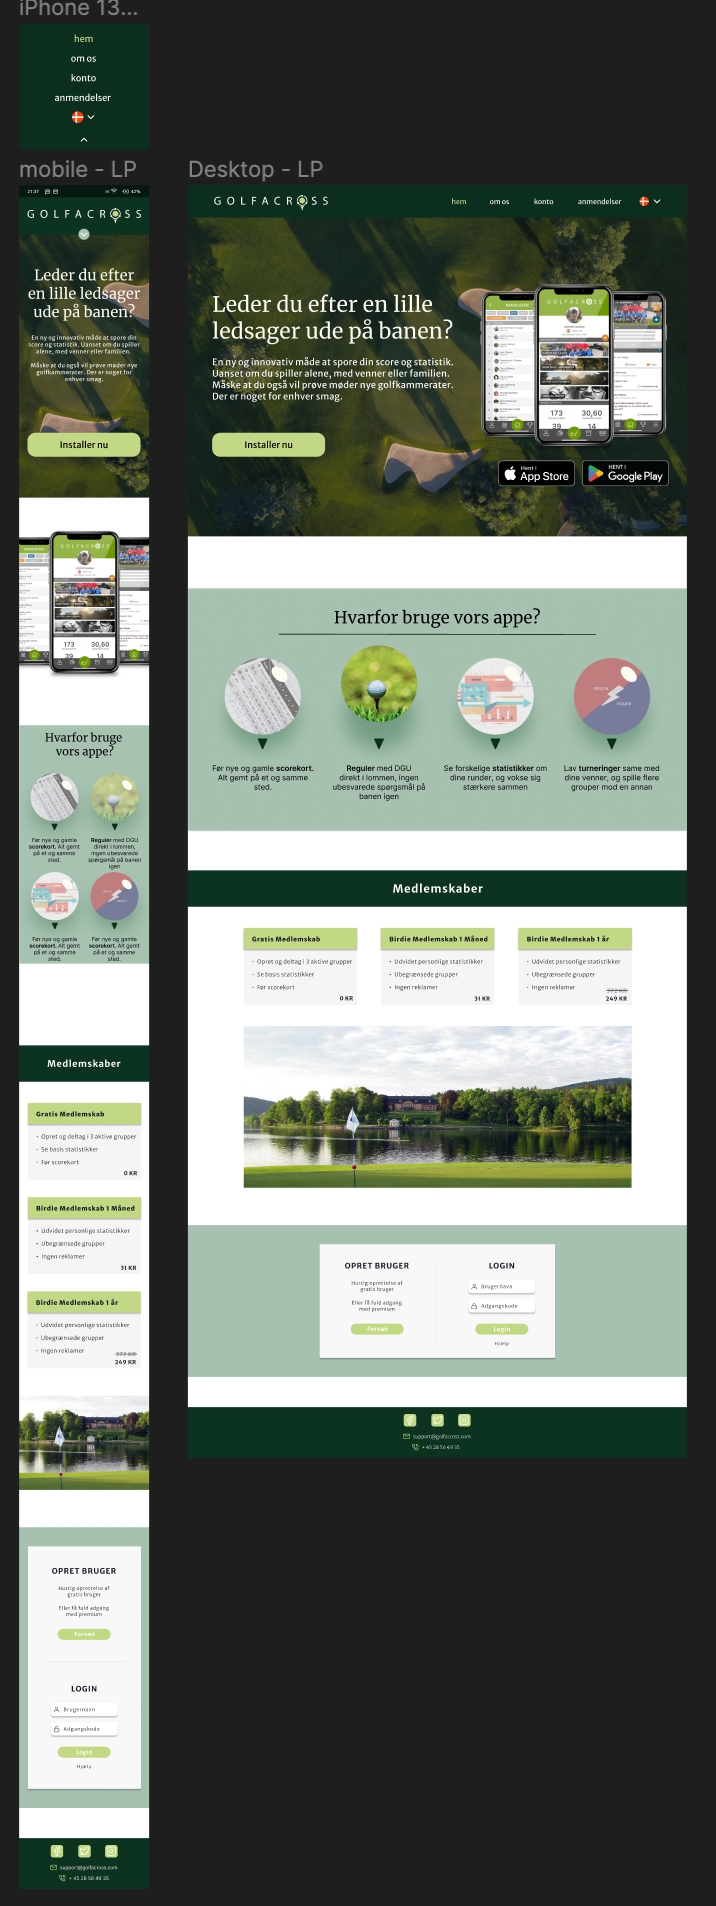 iPhone 13...
hem
om os
konto
anmendelser
mobile - LP
21:37
42%
GOLFACROSS
Leder du efter
en lille ledsager
ude på banen?
En ny og innovativ måde at spore din
score og statistik. Uanset om du spiller
alene, med venner eller familien.
Måske at du også vil prøve møder nye
golfkammerater. Der er noget for
enhver smag.
Installer nu
GOLFACROSS
173
30,60
39
14
Hvarfor bruge
vors appe?
Før nye og gamle
scorekort. Alt gemt
på et og samme
sted.
Reguler med DGU
direkt i lommen,
ingen ubesvarede
spørgsmål på banen
igen
Før nye og gamle
scorekort. Alt gemt
på et og samme
sted.
Før nye og gamle
scorekort. Alt gemt
på et og samme
sted.
Medlemskaber
Gratis Medlemskab
• Opret og deltag i 3 aktive grupper
• Se basis statistikker
• Før scorekort
0 KR
Birdie Medlemskab 1 Måned
• Udvidet personlige statistikker
• Ubegrænsede grupper
• Ingen reklamer
31 KR
Birdie Medlemskab 1 år
• Udvidet personlige statistikker
• Ubegrænsede grupper
• Ingen reklamer
372 KR
249 KR
OPRET BRUGER
Hurtig oprettelse af
gratis bruger
Eller få fuld adgang
med premium
Forsæt
LOGIN
Brugernavn
Adgangskode
Login
Hjælp
support@golfacross.com
+ 45 28 56 49 35
Desktop - LP
GOLFACROSS
hem
om os
konto
anmendelser
Leder du efter en lille
ledsager ude på banen?
En ny og innovativ måde at spore din score og statistik.
Uanset om du spiller alene, med venner eller familien.
Måske at du også vil prøve møder nye golfkammerater.
Der er noget for enhver smag.
Installer nu
RANGLISTER
GOLFACROSS
173
30,60
39
14
HENT I
App Store
HENT I
Google Play
Hvarfor bruge vors appe?
HOLD A
HOLD B
Før nye og gamle scorekort.
Alt gemt på et og samme
sted.
Reguler med DGU
direkt i lommen, ingen
ubesvarede spørgsmål på
banen igen
Se forskelige statistikker om
dine runder, og vokse sig
stærkere sammen
Lav turneringer same med
dine venner, og spille flere
grouper mod en annan
Medlemskaber
Gratis Medlemskab
• Opret og deltag i 3 aktive grupper
• Se basis statistikker
• Før scorekort
0 KR
Birdie Medlemskab 1 Måned
• Udvidet personlige statistikker
• Ubegrænsede grupper
• Ingen reklamer
31 KR
Birdie Medlemskab 1 år
• Udvidet personlige statistikker
• Ubegrænsede grupper
• Ingen reklamer
372 KR
249 KR
OPRET BRUGER
Hurtig oprettelse af
gratis bruger
Eller få fuld adgang
med premium
Forsæt
LOGIN
Brugernavn
Adgangskode
Login
Hjælp
support@golfacross.com
+ 45 28 56 49 35